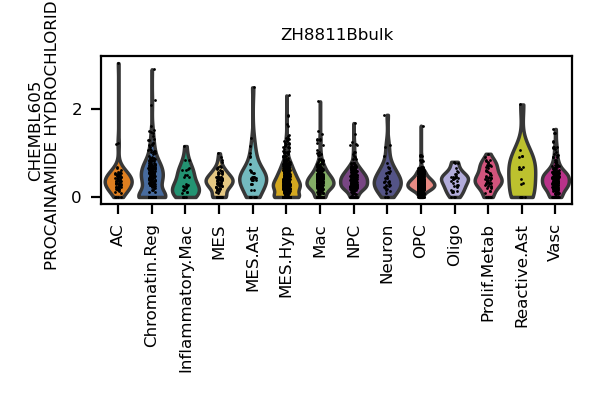 ZH8811Bbulk
CHEMBL605
PROCAINAMIDE HYDROCHLORID
2
0
AC
Chromatin.Reg
Inflammatory.Mac
MES
MES.Ast
MES.Hyp
Mac
NPC
Neuron
OPC
Oligo
Prolif.Metab
Reactive.Ast
Vasc